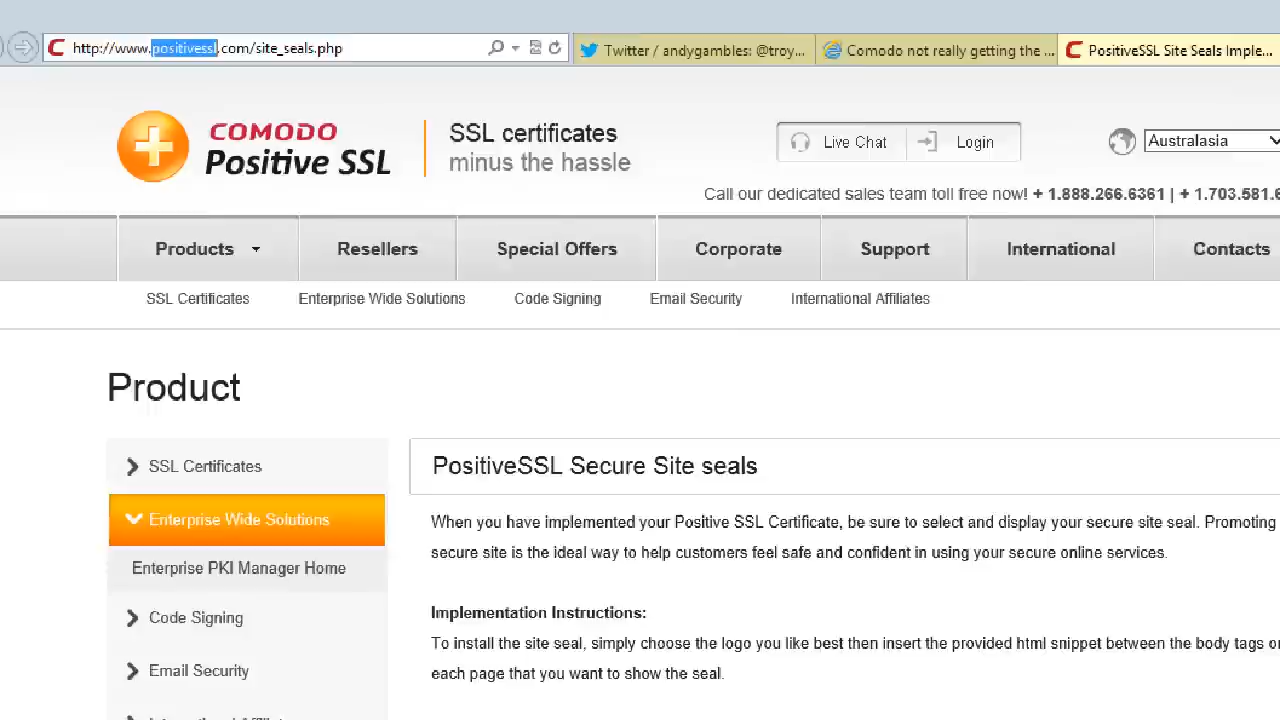 http://www.positivessl.com/site_seals.php
Twitter / andygambles: @troy...
Comodo not really getting the ...
PositiveSSL Site Seals Imple...
COMODO
Positive SSL
SSL certificates
minus the hassle
Live Chat
Login
Australasia
Call our dedicated sales team toll free now! + 1.888.266.6361 | + 1.703.581.6
Products
Resellers
Special Offers
Corporate
Support
International
Contacts
SSL Certificates
Enterprise Wide Solutions
Code Signing
Email Security
International Affiliates
Product
SSL Certificates
Enterprise Wide Solutions
Enterprise PKI Manager Home
Code Signing
Email Security
PositiveSSL Secure Site seals
When you have implemented your Positive SSL Certificate, be sure to select and display your secure site seal. Promoting
secure site is the ideal way to help customers feel safe and confident in using your secure online services.
Implementation Instructions:
To install the site seal, simply choose the logo you like best then insert the provided html snippet between the body tags
each page that you want to show the seal.